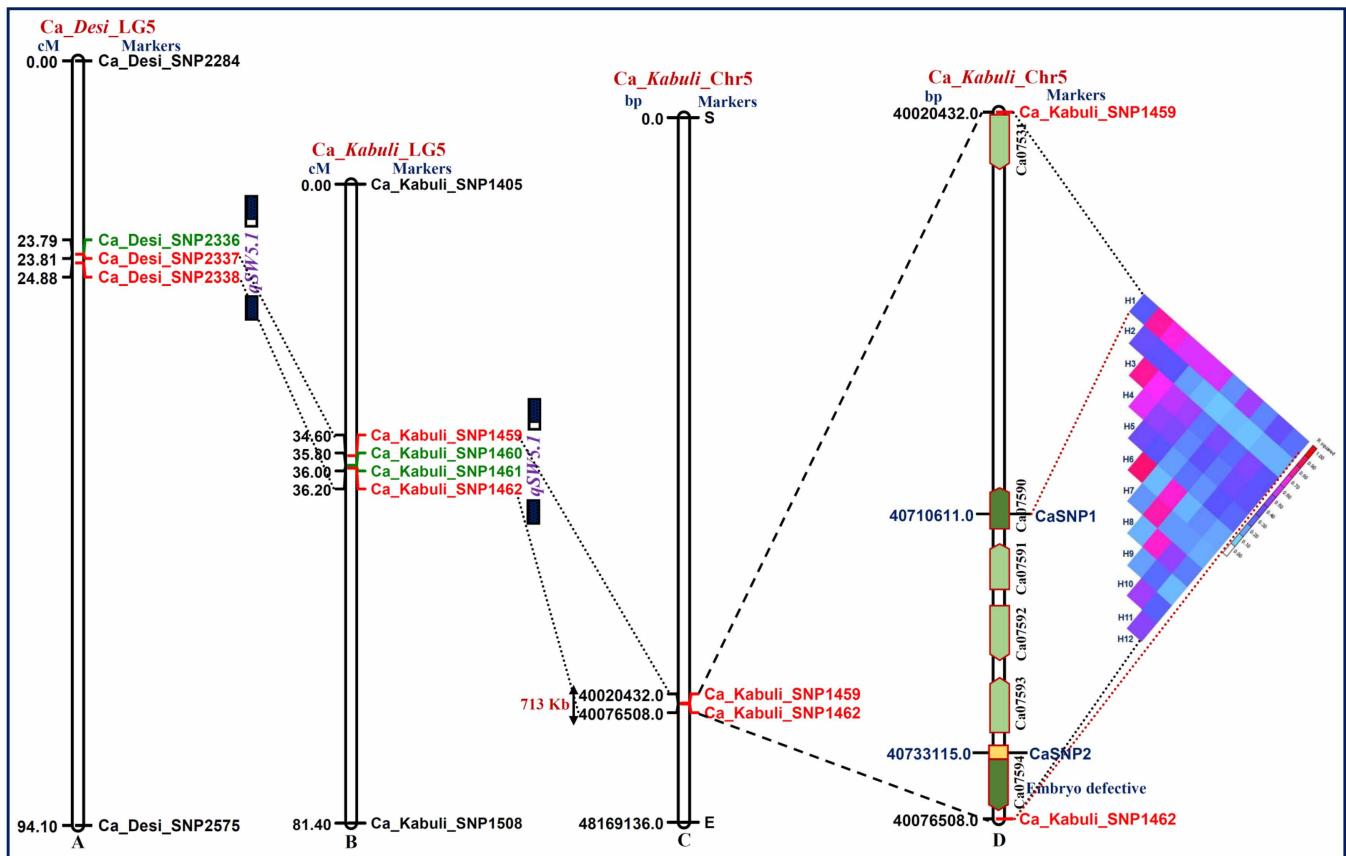 Ca_Desi_LG5
cM Markers
0.00 Ca_Desi_SNP2284
23.79 Ca_Desi_SNP2336
23.81 Ca_Desi_SNP2337
24.88 Ca_Desi_SNP2338
qSW5.1
94.10 Ca_Desi_SNP2575
A
Ca_Kabuli_LG5
cM Markers
0.00 Ca_Kabuli_SNP1405
34.60 Ca_Kabuli_SNP1459
35.80 Ca_Kabuli_SNP1460
36.00 Ca_Kabuli_SNP1461
36.20 Ca_Kabuli_SNP1462
qSW5.1
81.40 Ca_Kabuli_SNP1508
B
Ca_Kabuli_Chr5
bp Markers
0.0 S
713 Kb
40020432.0 Ca_Kabuli_SNP1459
40076508.0 Ca_Kabuli_SNP1462
48169136.0 E
C
Ca_Kabuli_Chr5
bp Markers
40020432.0 Ca_Kabuli_SNP1459
Ca07531
Ca07590
40710611.0 CaSNP1
Ca07591
Ca07592
Ca07593
40733115.0 CaSNP2
Ca07594
Embryo defective
40076508.0 Ca_Kabuli_SNP1462
D
H1
H2
H3
H4
H5
H6
H7
H8
H9
H10
H11
H12
R squared